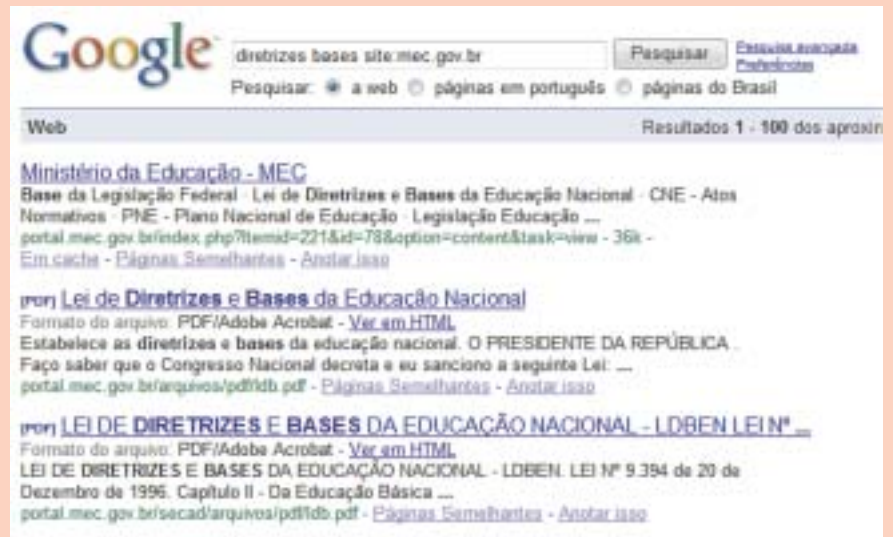 Google
diretrizes bases site:mec.gov.br Pesquisar Pesquisa avançada
Preferências
Pesquisar: a web páginas em português páginas do Brasil
Web Resultados 1 - 100 dos aproxin
Ministério da Educação - MEC
Base da Legislação Federal · Lei de Diretrizes e Bases da Educação Nacional · CNE - Atos
Normativos · PNE - Plano Nacional de Educação · Legislação Educação ...
portal.mec.gov.br/index.php?Itemid=221&id=78&option=content&task=view - 36k -
Em cache - Páginas Semelhantes - Anotar isso
[PDF] Lei de Diretrizes e Bases da Educação Nacional
Formato do arquivo: PDF/Adobe Acrobat - Ver em HTML
Estabelece as diretrizes e bases da educação nacional. O PRESIDENTE DA REPÚBLICA .
Faço saber que o Congresso Nacional decreta e eu sanciono a seguinte Lei: ...
portal.mec.gov.br/arquivos/pdf/ldb.pdf - Páginas Semelhantes - Anotar isso
[PDF] LEI DE DIRETRIZES E BASES DA EDUCAÇÃO NACIONAL - LDBEN LEI Nº ...
Formato do arquivo: PDF/Adobe Acrobat - Ver em HTML
LEI DE DIRETRIZES E BASES DA EDUCAÇÃO NACIONAL - LDBEN. LEI Nº 9.394 de 20 de
Dezembro de 1996. Capítulo II - Da Educação Básica ...
portal.mec.gov.br/secad/arquivos/pdf/ldb.pdf - Páginas Semelhantes - Anotar isso